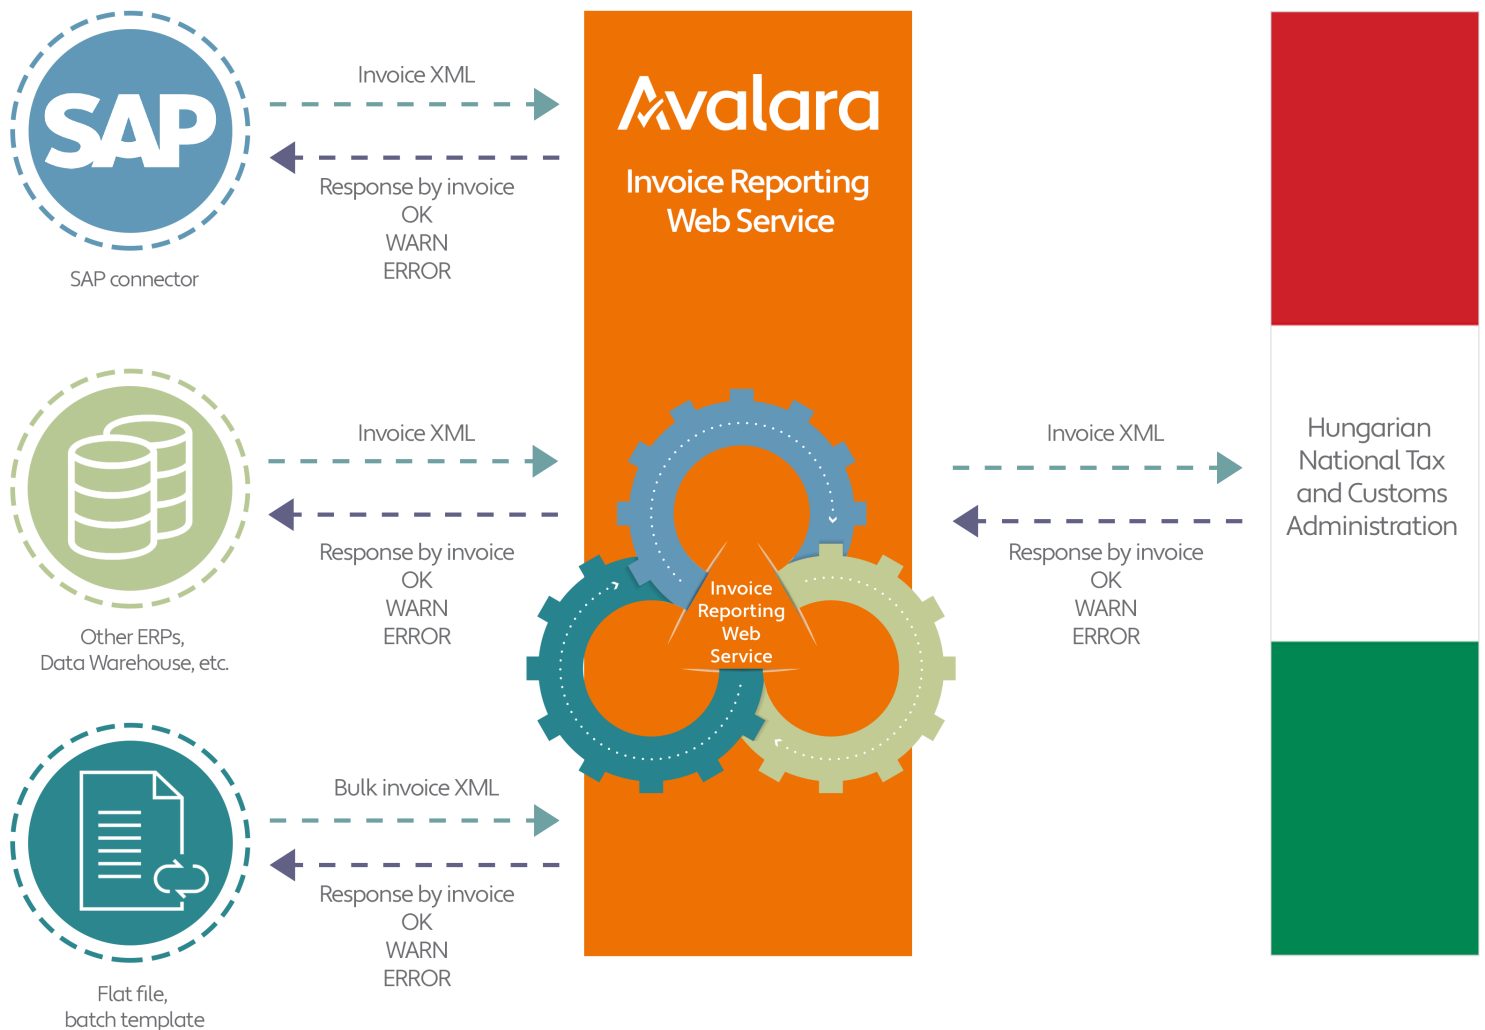 SAP
SAP connector
Invoice XML
Response by invoice
OK
WARN
ERROR
Other ERPs,
Data Warehouse, etc.
Invoice XML
Response by invoice
OK
WARN
ERROR
Flat file,
batch template
Bulk invoice XML
Response by invoice
OK
WARN
ERROR
Avalara
Invoice Reporting
Web Service
Invoice
Reporting
Web
Service
Invoice XML
Response by invoice
OK
WARN
ERROR
Hungarian
National Tax
and Customs
Administration